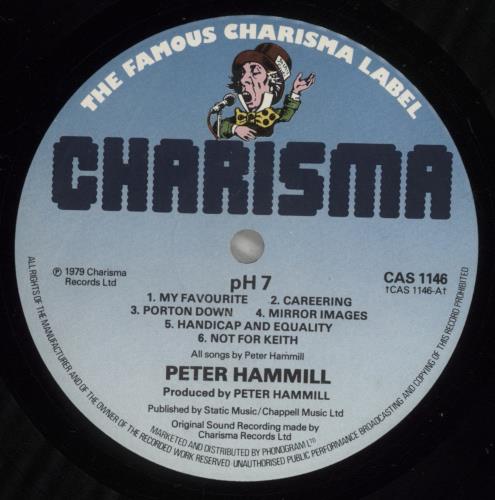 THE FAMOUS CHARISMA LABEL
CHARISMA
℗ 1979 Charisma
Records Ltd
CAS 1146
†CAS 1146-A†
pH 7
1. MY FAVOURITE 2. CAREERING
3. PORTON DOWN 4. MIRROR IMAGES
5. HANDICAP AND EQUALITY
6. NOT FOR KEITH
All songs by Peter Hammill
PETER HAMMILL
Produced by PETER HAMMILL
Published by Static Music/Chappell Music Ltd
Original Sound Recording made by
Charisma Records Ltd
MARKETED AND DISTRIBUTED BY PHONOGRAM LTD
ALL RIGHTS OF THE MANUFACTURER AND OF THE OWNER OF THE RECORDED WORK RESERVED·UNAUTHORISED PUBLIC PERFORMANCE BROADCASTING AND COPYING OF THIS RECORD PROHIBITED